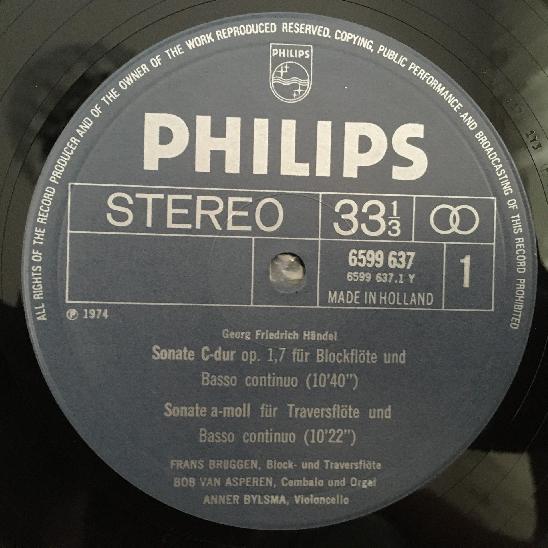 ALL RIGHTS OF THE RECORD PRODUCER AND OF THE OWNER OF THE WORK REPRODUCED RESERVED. COPYING, PUBLIC PERFORMANCE AND BROADCASTING OF THIS RECORD PROHIBITED
PHILIPS
PHILIPS
STEREO
33 1/3
6599 637
6599 637.1 Y
1
MADE IN HOLLAND
℗ 1974
Georg Friedrich Händel
Sonate C-dur op. 1,7 für Blockflöte und
Basso continuo (10'40")
Sonate a-moll für Traversflöte und
Basso continuo (10'22")
FRANS BRÜGGEN, Block- und Traversflöte
BOB VAN ASPEREN, Cembalo und Orgel
ANNER BYLSMA, Violoncello